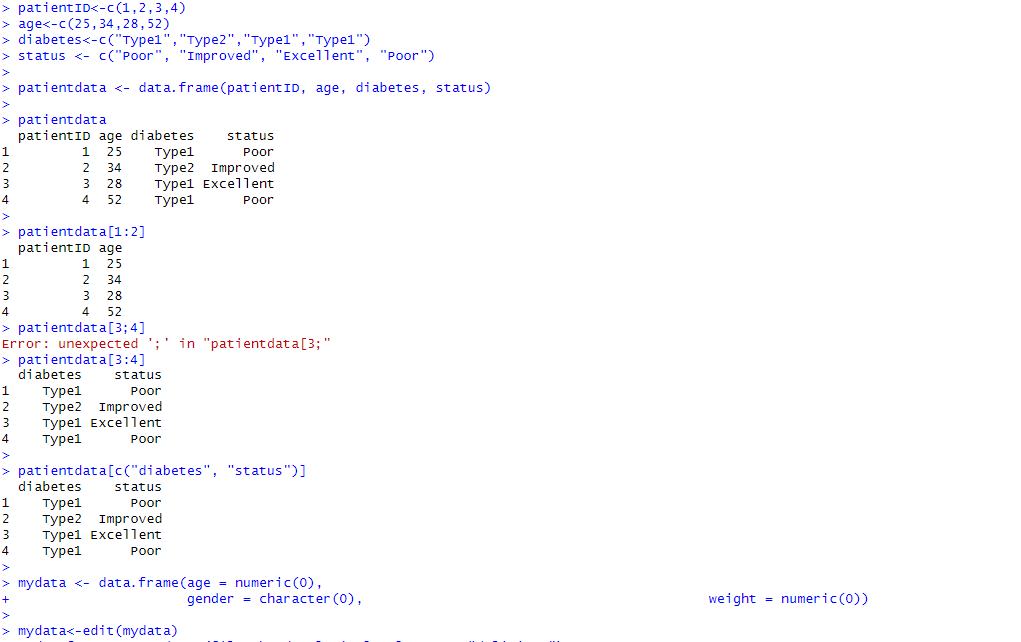 > patientID<-c(1,2,3,4)
> age<-c(25,34,28,52)
> diabetes<-c("Type1","Type2","Type1","Type1")
> status <- c("Poor", "Improved", "Excellent", "Poor")
>
> patientdata <- data.frame(patientID, age, diabetes, status)
>
> patientdata
  patientID age diabetes    status
1         1  25    Type1      Poor
2         2  34    Type2  Improved
3         3  28    Type1 Excellent
4         4  52    Type1      Poor
>
> patientdata[1:2]
  patientID age
1         1  25
2         2  34
3         3  28
4         4  52
> patientdata[3;4]
Error: unexpected ';' in "patientdata[3;"
> patientdata[3:4]
  diabetes    status
1    Type1      Poor
2    Type2  Improved
3    Type1 Excellent
4    Type1      Poor
>
> patientdata[c("diabetes", "status")]
  diabetes    status
1    Type1      Poor
2    Type2  Improved
3    Type1 Excellent
4    Type1      Poor
>
> mydata <- data.frame(age = numeric(0),
+                      gender = character(0),                                           weight = numeric(0))
>
> mydata<-edit(mydata)